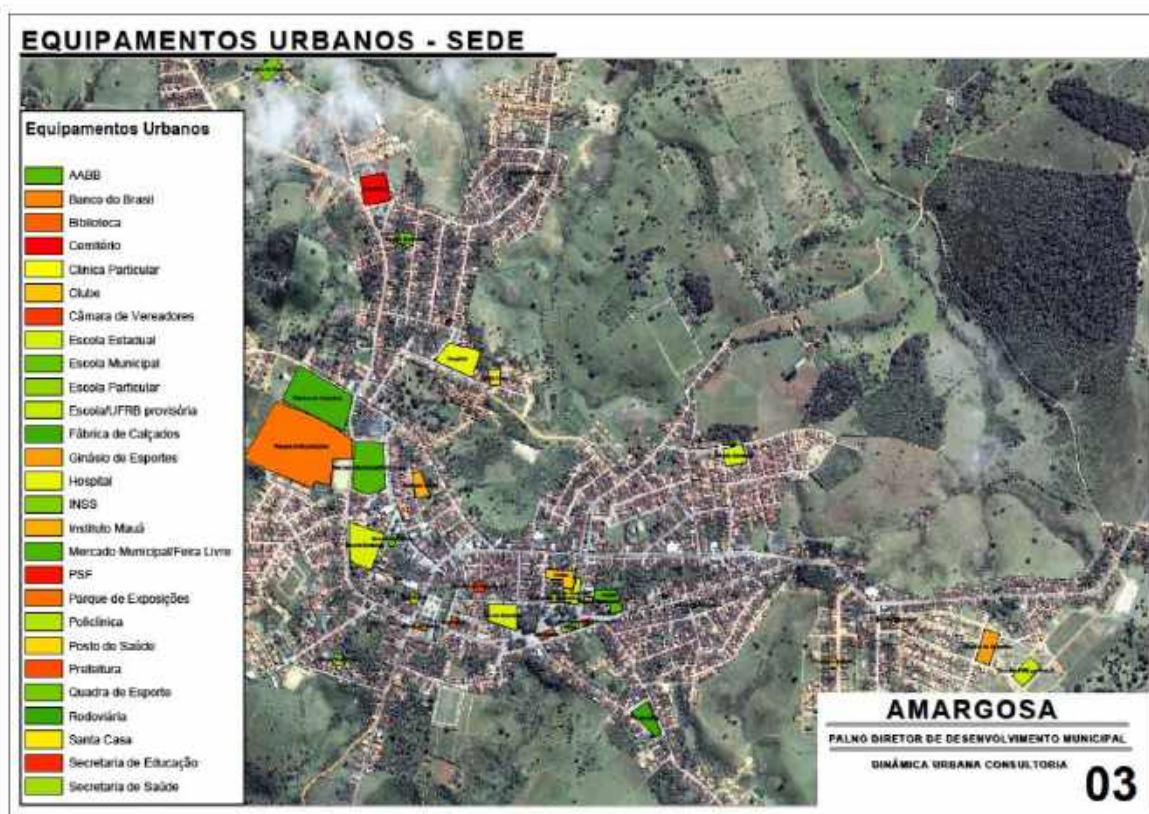 EQUIPAMENTOS URBANOS - SEDE
Equipamentos Urbanos
AABB
Banco do Brasil
Biblioteca
Cemitério
Clínica Particular
Clube
Câmara de Vereadores
Escola Estadual
Escola Municipal
Escola Particular
Escola/UFRB provisória
Fábrica de Calçados
Ginásio de Esportes
Hospital
INSS
Instituto Mauá
Mercado Municipal/Feira Livre
PSF
Parque de Exposições
Policlínica
Posto de Saúde
Prefeitura
Quadra de Esporte
Rodoviária
Santa Casa
Secretaria de Educação
Secretaria de Saúde
AMARGOSA
PALNO DIRETOR DE DESENVOLVIMENTO MUNICIPAL
DINÂMICA URBANA CONSULTORIA
03